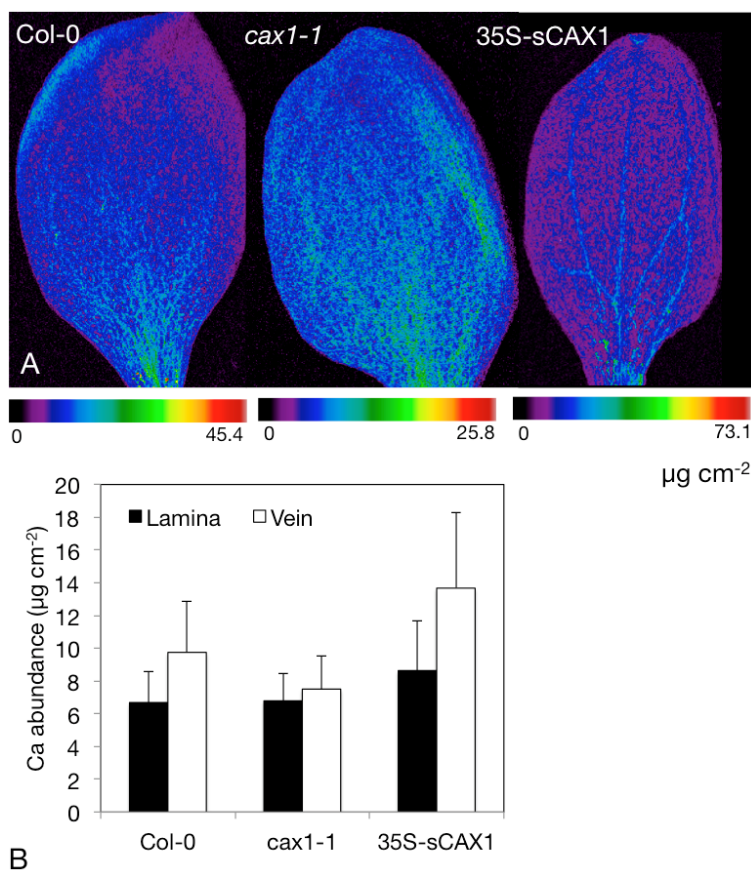 Col-0 cax1-1 35S-sCAX1
A
0 45.4 0 25.8 0 73.1
µg cm-2
20
18
16
14
12
10
8
6
4
2
0
Ca abundance (µg cm-2)
Lamina Vein
Col-0 cax1-1 35S-sCAX1
B